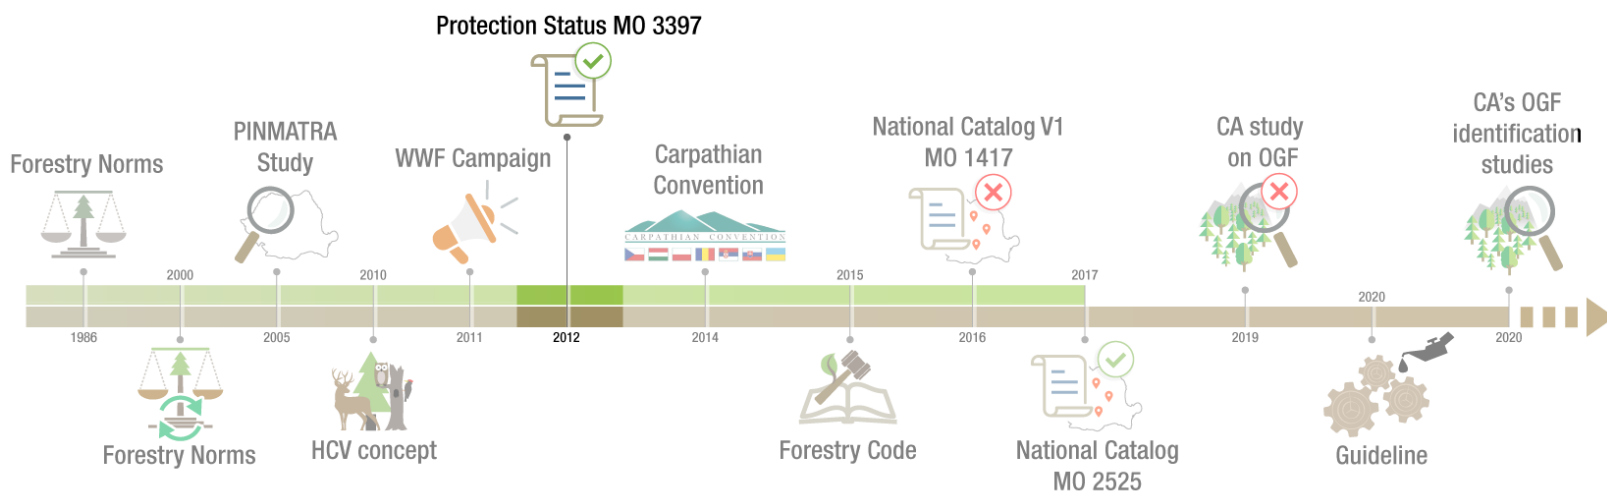 Protection Status MO 3397
Forestry Norms
PINMATRA
Study
WWF Campaign
Carpathian
Convention
CARPATHIAN CONVENTION
National Catalog V1
MO 1417
CA study
on OGF
CA's OGF
identification
studies
2000
2010
2015
2017
2020
1986
2005
2011
2012
2014
2016
2019
2020
Forestry Norms
HCV concept
Forestry Code
National Catalog
MO 2525
Guideline